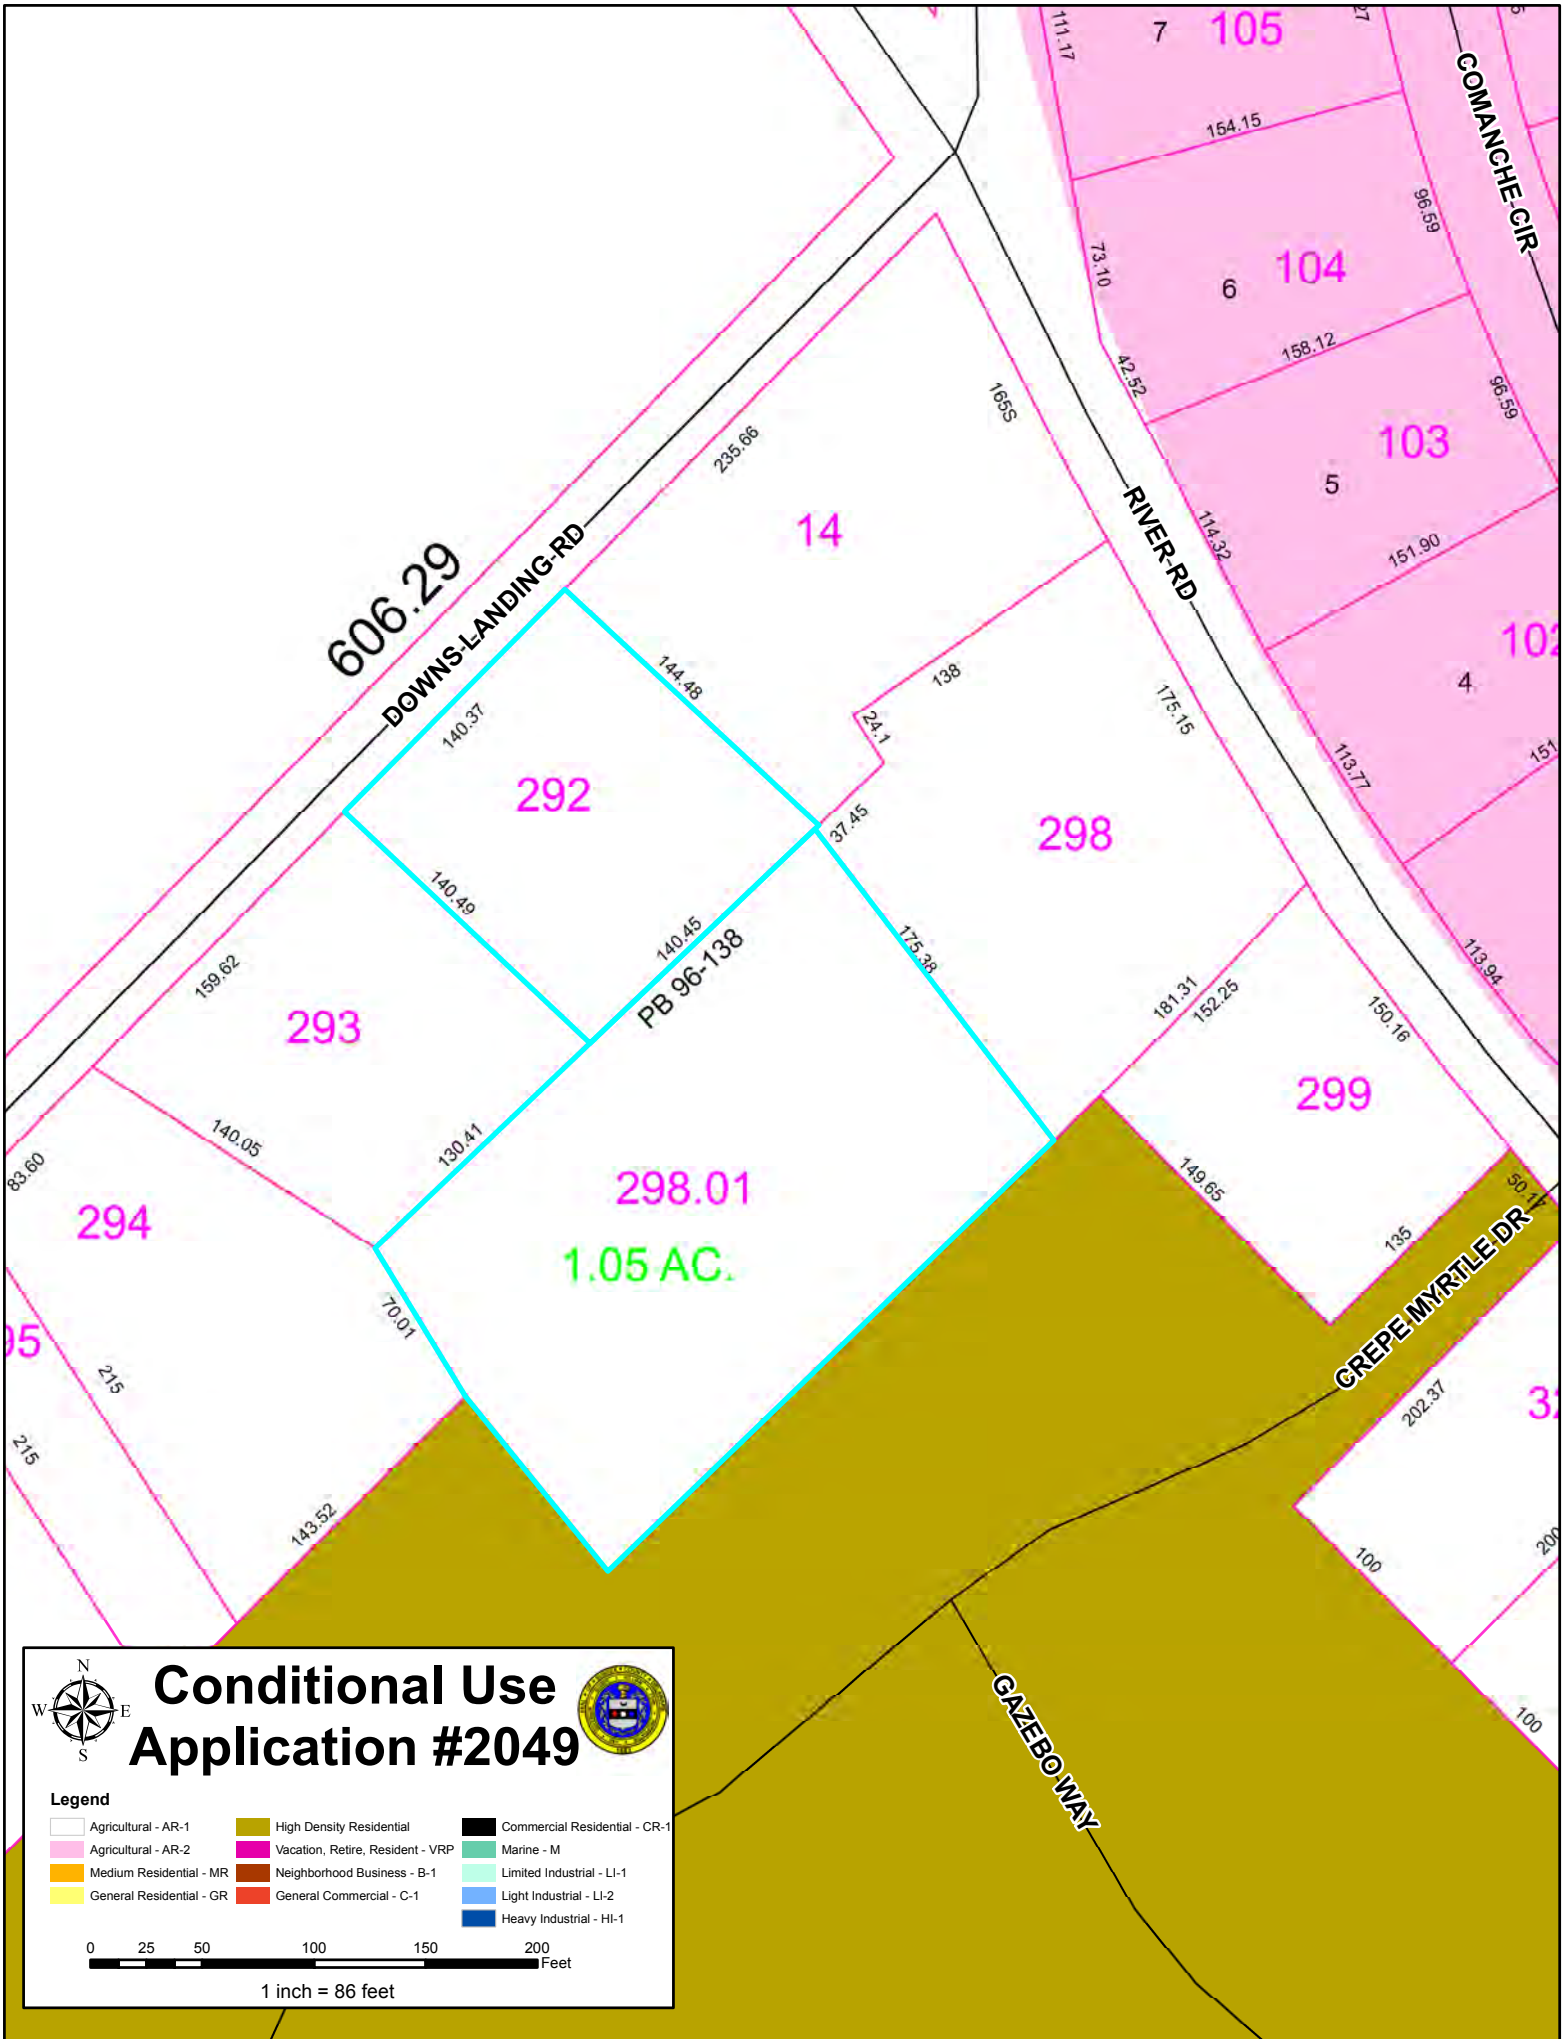 111.17
7
105
27
COMANCHE-CIR
154.15
96.59
73.10
6
104
158.12
42.52
96.59
165S
103
5
235.66
114.32
RIVER-RD
14
151.90
606.29
DOWNS-LANDING-RD
102
4
144.48
138
140.37
24.1
175.15
113.77
151
292
37.45
298
140.49
140.45
PB 96-138
175.38
113.94
159.62
293
181.31
152.25
150.16
299
140.05
130.41
83.60
298.01
149.65
50.17
294
135
1.05 AC.
CREPE-MYRTLE DR
70.01
95
215
202.37
32
215
143.52
100
200
GAZEBO-WAY
100
N
W E
S
Conditional Use
Application #2049
Legend
Agricultural - AR-1
Agricultural - AR-2
Medium Residential - MR
General Residential - GR
High Density Residential
Vacation, Retire, Resident - VRP
Neighborhood Business - B-1
General Commercial - C-1
Commercial Residential - CR-1
Marine - M
Limited Industrial - LI-1
Light Industrial - LI-2
Heavy Industrial - HI-1
0 25 50 100 150 200
Feet
1 inch = 86 feet